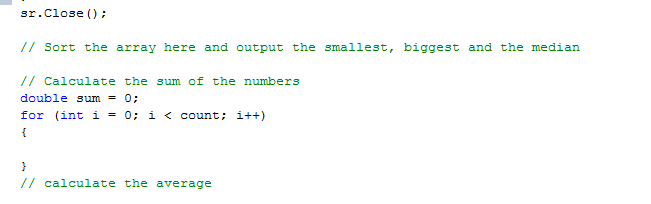 sr.Close();
// Sort the array here and output the smallest, biggest and the median
// Calculate the sum of the numbers
double sum = 0;
for (int i = 0; i < count; i++)
{
}
// calculate the average